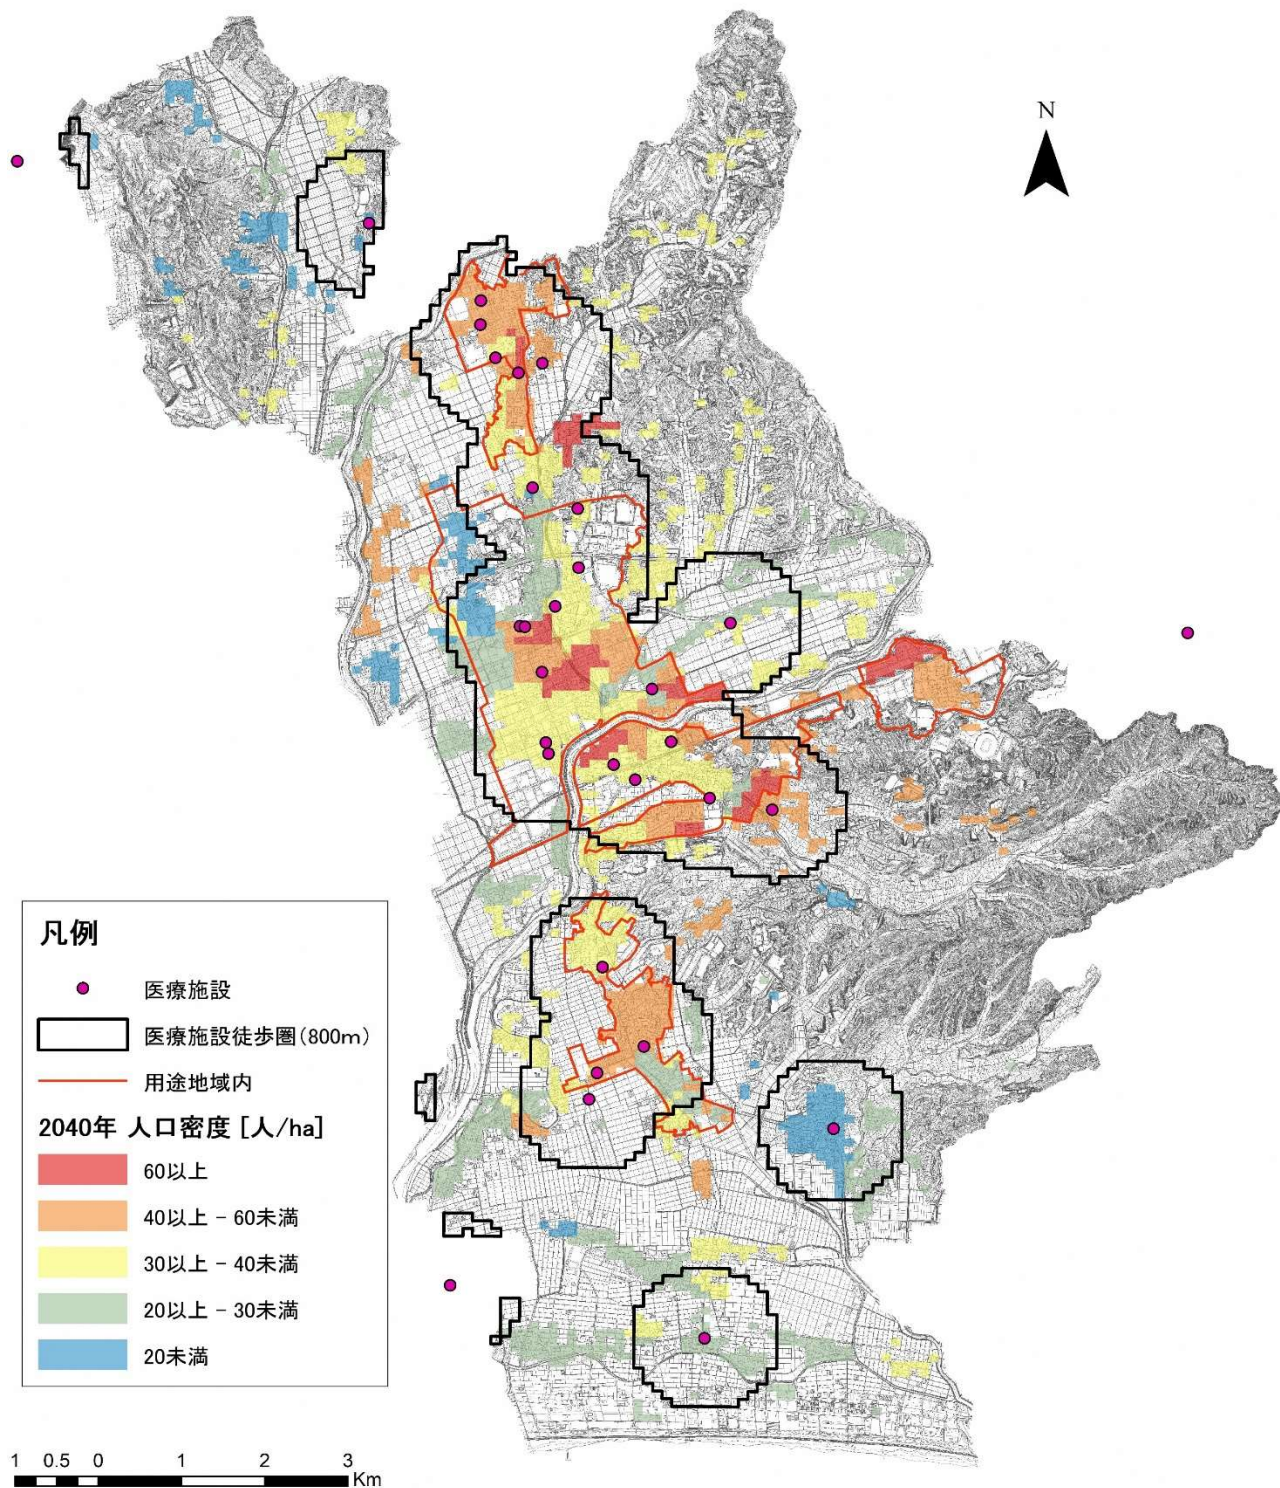 N
凡例
医療施設
医療施設徒歩圏(800m)
用途地域内
2040年 人口密度 [人/ha]
60以上
40以上 - 60未満
30以上 - 40未満
20以上 - 30未満
20未満
1 0.5 0 1 2 3
Km